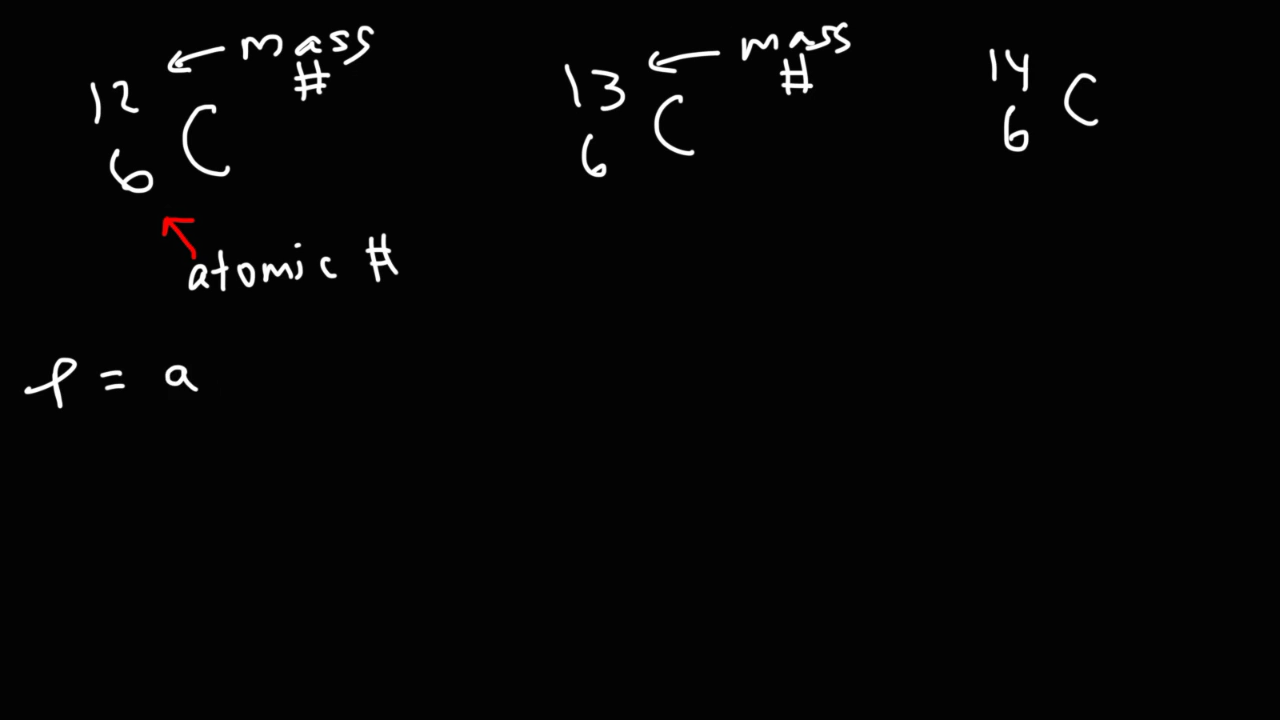 12 6 C ← mass #
13 6 C ← mass #
14 6 C
atomic #
p = a